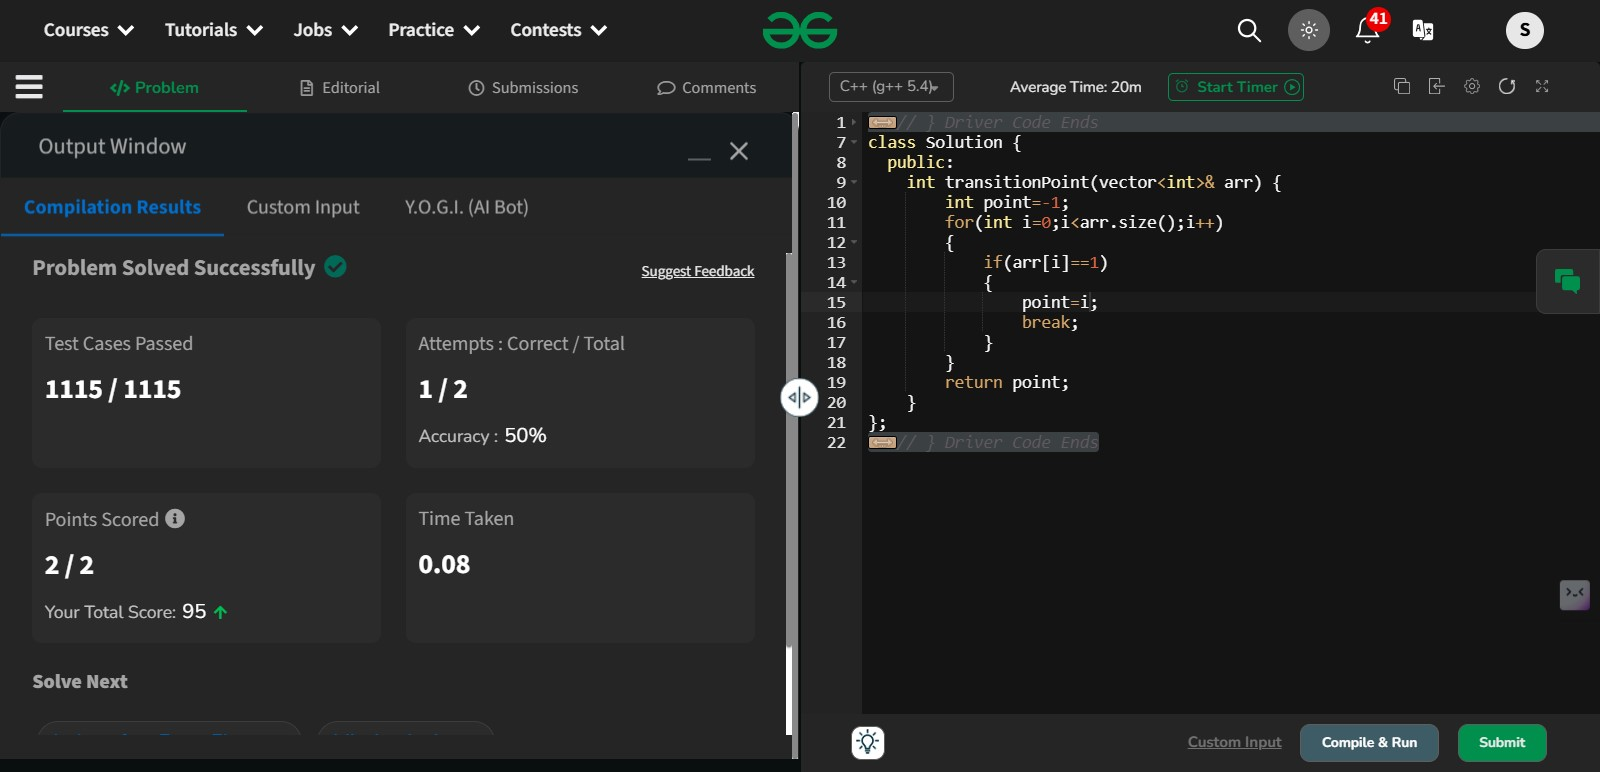 Courses Tutorials Jobs Practice Contests
41
S
</> Problem Editorial Submissions Comments
Output Window
Compilation Results Custom Input Y.O.G.I. (AI Bot)
Problem Solved Successfully
Suggest Feedback
Test Cases Passed
1115 / 1115
Attempts : Correct / Total
1 / 2
Accuracy : 50%
Points Scored
2 / 2
Your Total Score: 95
Time Taken
0.08
Solve Next
C++ (g++ 5.4) Average Time: 20m Start Timer
1 // } Driver Code Ends
7 class Solution {
8 public:
9 int transitionPoint(vector<int>& arr) {
10 int point=-1;
11 for(int i=0;i<arr.size();i++)
12 {
13 if(arr[i]==1)
14 {
15 point=i;
16 break;
17 }
18 }
19 return point;
20 }
21 };
22 // } Driver Code Ends
Custom Input Compile & Run Submit